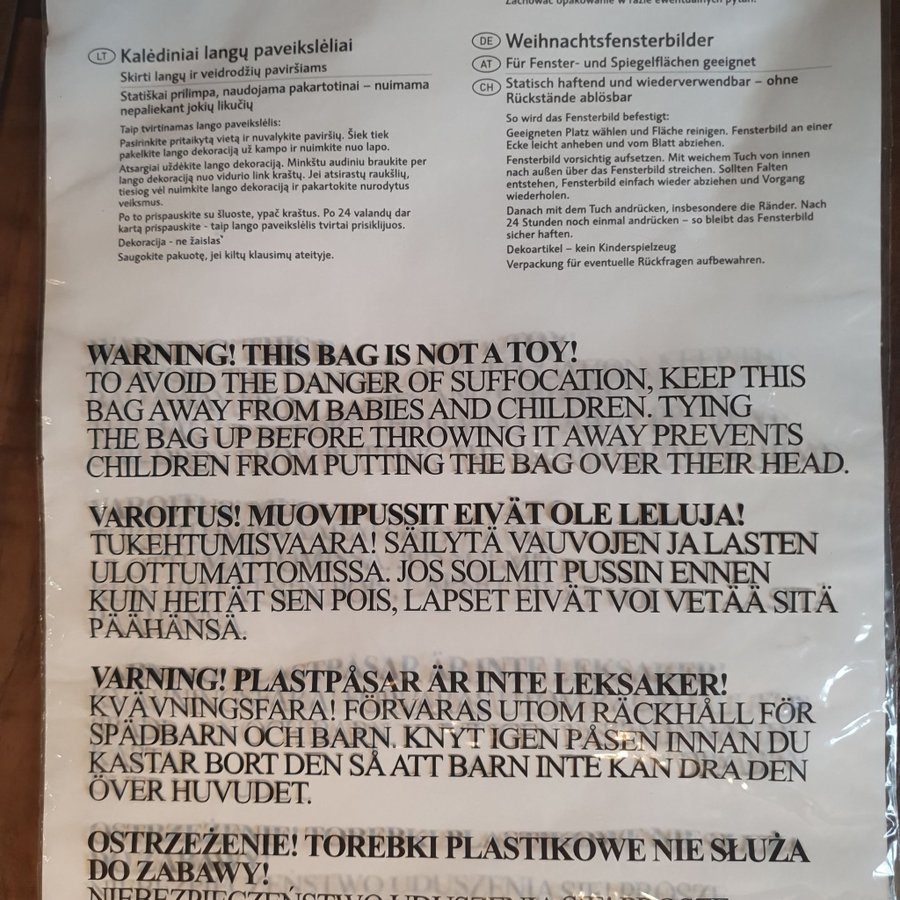 Zachować opakowanie w razie ewentualnych pytań.
LT Kalėdiniai langų paveikslėliai
Skirti langų ir veidrodžių paviršiams
Statiškai prilimpa, naudojama pakartotinai – nuimama
nepaliekant jokių likučių
Taip tvirtinamas lango paveikslėlis:
Pasirinkite pritaikytą vietą ir nuvalykite paviršių. Šiek tiek
pakelkite lango dekoraciją už kampo ir nuimkite nuo lapo.
Atsargiai uždėkite lango dekoraciją. Minkštu audiniu braukite per
lango dekoraciją nuo vidurio link kraštų. Jei atsirastų raukšlių,
tiesiog vėl nuimkite lango dekoraciją ir pakartokite nurodytus
veiksmus.
Po to prispauskite su šluoste, ypač kraštus. Po 24 valandų dar
kartą prispauskite - taip lango paveikslėlis tvirtai prisiklijuos.
Dekoracija - ne žaislas
Saugokite pakuotę, jei kiltų klausimų ateityje.
DE Weihnachtsfensterbilder
AT Für Fenster- und Spiegelflächen geeignet
CH Statisch haftend und wiederverwendbar – ohne
Rückstände ablösbar
So wird das Fensterbild befestigt:
Geeigneten Platz wählen und Fläche reinigen. Fensterbild an einer
Ecke leicht anheben und vom Blatt abziehen.
Fensterbild vorsichtig aufsetzen. Mit weichem Tuch von innen
nach außen über das Fensterbild streichen. Sollten Falten
entstehen, Fensterbild einfach wieder abziehen und Vorgang
wiederholen.
Danach mit dem Tuch andrücken, insbesondere die Ränder. Nach
24 Stunden noch einmal andrücken – so bleibt das Fensterbild
sicher haften.
Dekoartikel – kein Kinderspielzeug
Verpackung für eventuelle Rückfragen aufbewahren.
WARNING! THIS BAG IS NOT A TOY!
TO AVOID THE DANGER OF SUFFOCATION, KEEP THIS
BAG AWAY FROM BABIES AND CHILDREN. TYING
THE BAG UP BEFORE THROWING IT AWAY PREVENTS
CHILDREN FROM PUTTING THE BAG OVER THEIR HEAD.
VAROITUS! MUOVIPUSSIT EIVÄT OLE LELUJA!
TUKEHTUMISVAARA! SÄILYTÄ VAUVOJEN JA LASTEN
ULOTTUMATTOMISSA. JOS SOLMIT PUSSIN ENNEN
KUIN HEITÄT SEN POIS, LAPSET EIVÄT VOI VETÄÄ SITÄ
PÄÄHÄNSÄ.
VARNING! PLASTPÅSAR ÄR INTE LEKSAKER!
KVÄVNINGSFARA! FÖRVARAS UTOM RÄCKHÅLL FÖR
SPÄDBARN OCH BARN. KNYT IGEN PÅSEN INNAN DU
KASTAR BORT DEN SÅ ATT BARN INTE KAN DRA DEN
ÖVER HUVUDET.
OSTRZEŻENIE! TOREBKI PLASTIKOWE NIE SŁUŻA
DO ZABAWY!
NIEBEZPIECZEŃSTWO UDUSZENIA SIĘ! PROSZĘ